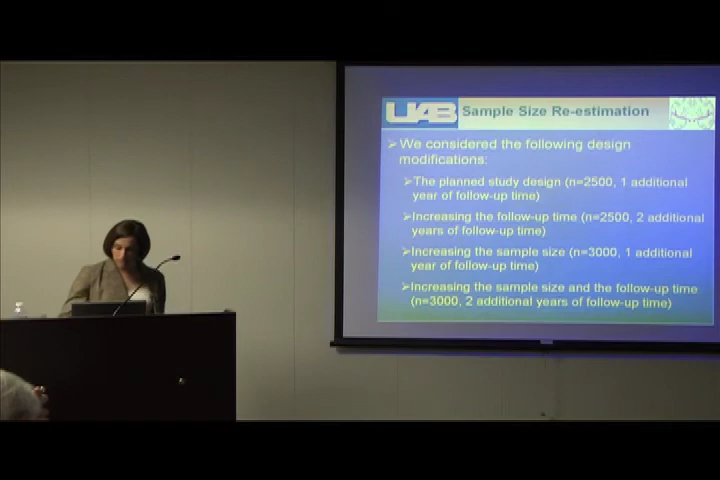 UAB Sample Size Re-estimation
➢ We considered the following design
modifications:
➢ The planned study design (n=2500, 1 additional
year of follow-up time)
➢ Increasing the follow-up time (n=2500, 2 additional
years of follow-up time)
➢ Increasing the sample size (n=3000, 1 additional
year of follow-up time)
➢ Increasing the sample size and the follow-up time
(n=3000, 2 additional years of follow-up time)